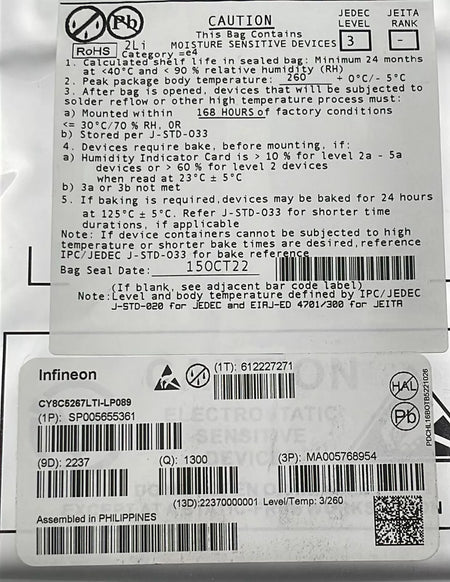 CAUTION
This Bag Contains
MOISTURE SENSITIVE DEVICES
JEDEC LEVEL
3
JEITA RANK
-
Pb
RoHS
2Li
Category =e4
1. Calculated shelf life in sealed bag: Minimum 24 months
at <40°C and < 90 % relative humidity (RH)
2. Peak package body temperature: 260 + 0°C/- 5°C
3. After bag is opened, devices that will be subjected to
solder reflow or other high temperature process must:
a) Mounted within 168 HOURS of factory conditions
<= 30°C/70 % RH, OR
b) Stored per J-STD-033
4. Devices require bake, before mounting, if:
a) Humidity Indicator Card is > 10 % for level 2a - 5a
devices or > 60 % for level 2 devices
when read at 23°C ± 5°C
b) 3a or 3b not met
5. If baking is required, devices may be baked for 24 hours
at 125°C ± 5°C. Refer J-STD-033 for shorter time
durations, if applicable
Note: If device containers cannot be subjected to high
temperature or shorter bake times are desired, reference
IPC/JEDEC J-STD-033 for bake reference
Bag Seal Date: 15OCT22
(If blank, see adjacent bar code label)
Note: Level and body temperature defined by IPC/JEDEC
J-STD-020 for JEDEC and EIRJ-ED 4701/300 for JEITA
Infineon
(1T): 612227271
HAL
Pb
PDCHL16BOTB5221026
CY8C5267LTI-LP089
(1P): SP005655361
(9D): 2237
(Q): 1300
(3P): MA005768954
(13D):22370000001 Level/Temp: 3/260
Assembled in PHILIPPINES
ELECTROSTATIC
SENSITIVE
DEVICE